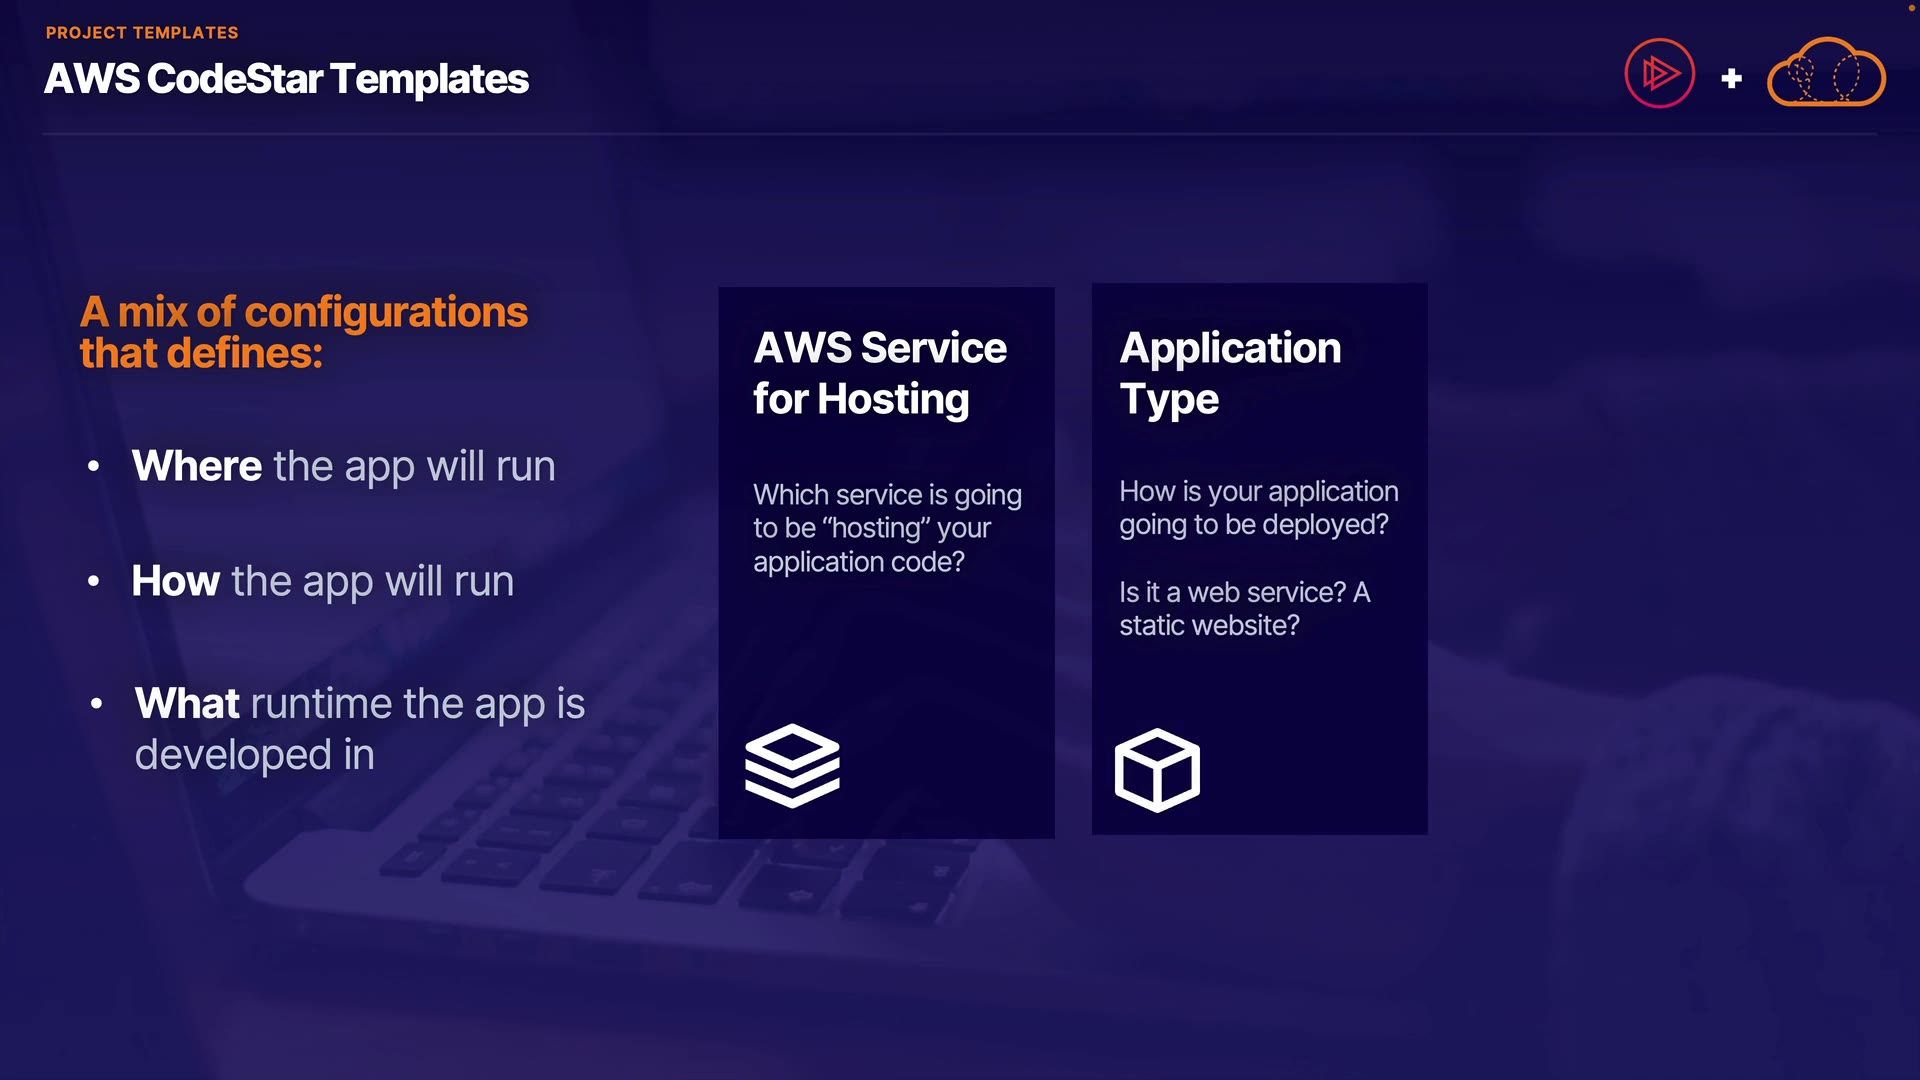 PROJECT TEMPLATES
AWS CodeStar Templates
+
A mix of configurations
that defines:
• Where the app will run
• How the app will run
• What runtime the app is
developed in
AWS Service
for Hosting
Which service is going
to be “hosting” your
application code?
Application
Type
How is your application
going to be deployed?
Is it a web service? A
static website?